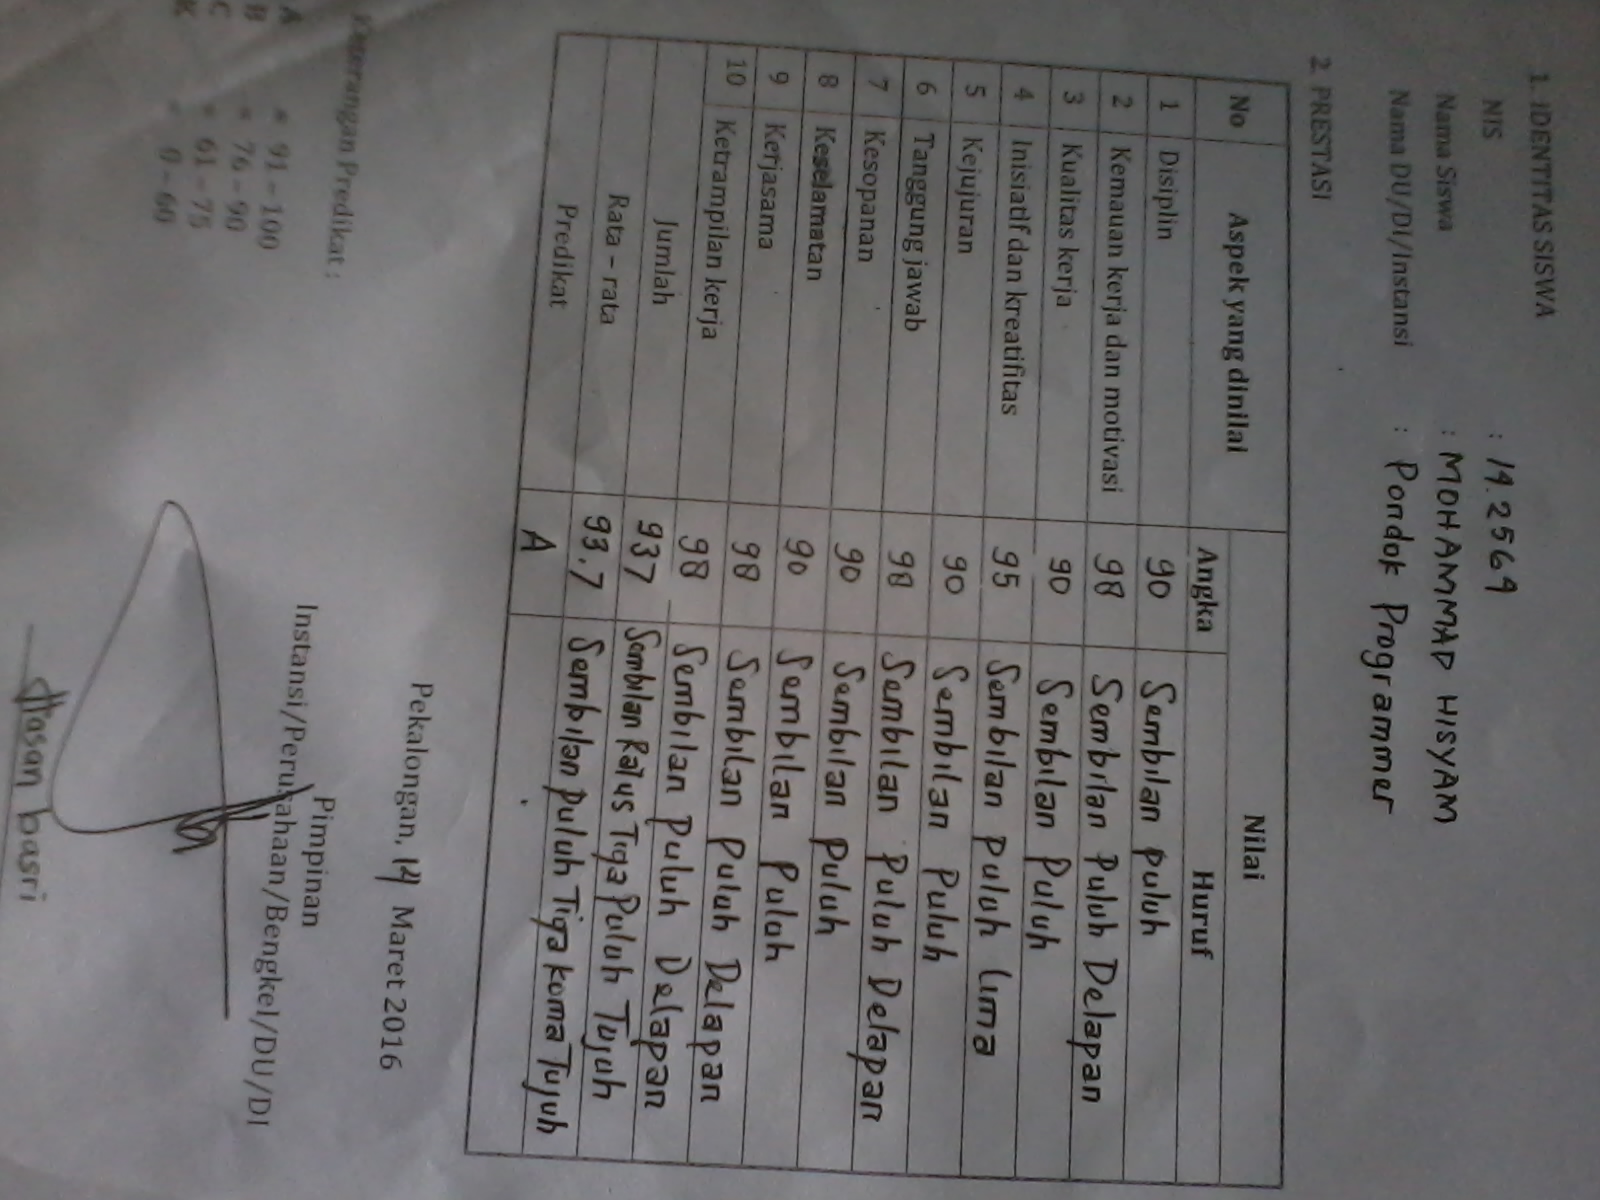 1. IDENTITAS SISWA
NIS : 14.2569
Nama Siswa : MOHAMMAD HISYAM
Nama DU/DI/Instansi : Pondok Programmer
2. PRESTASI
No Aspek yang dinilai Nilai
Angka Huruf
1 Disiplin 90 Sembilan puluh
2 Kemauan kerja dan motivasi 98 Sembilan Puluh Delapan
3 Kualitas kerja 90 Sembilan Puluh
4 Inisiatif dan kreatifitas 95 Sembilan Puluh Lima
5 Kejujuran 90 Sembilan Puluh
6 Tanggung jawab 98 Sembilan Puluh Delapan
7 Kesopanan 90 Sembilan Puluh
8 Keselamatan 90 Sembilan Puluh
9 Kerjasama 98 Sembilan Puluh Delapan
10 Ketrampilan kerja 98 Sembilan Puluh Delapan
Jumlah 937 Sembilan Ratus Tiga Puluh Tujuh
Rata – rata 93.7 Sembilan puluh Tiga koma Tujuh
Predikat A
Pekalongan, 14 Maret 2016
Keterangan Predikat :
Pimpinan
Instansi/Perusahaan/Bengkel/DU/DI
A = 91 – 100
B = 76 – 90
C = 61 – 75
K = 0 – 60
Hasan basri